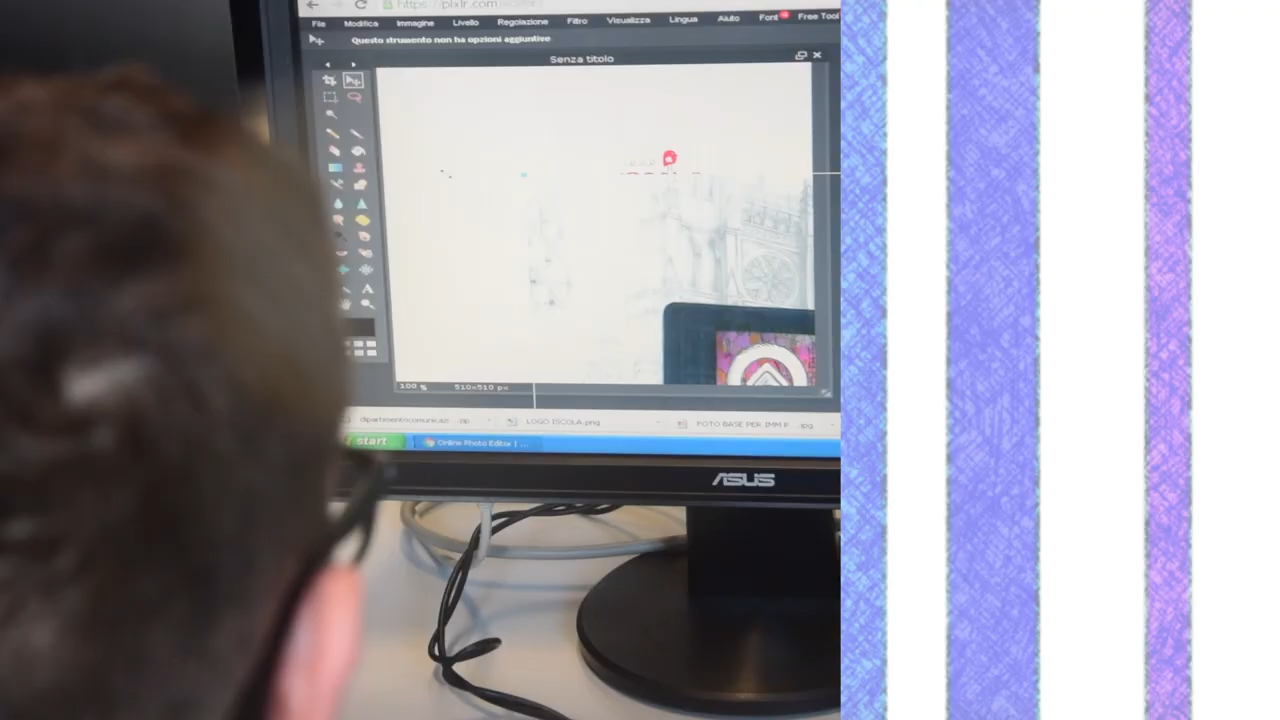 https://pixlr.com/editor/
File Modifica Immagine Livello Regolazione Filtro Visualizza Lingua Aiuto Font Free Tool
Questo strumento non ha opzioni aggiuntive
Senza titolo
A
100 % 510x510 px
LOGO ISCOLA.png FOTO BASE PER IMM P .jpg
start Online Photo Editor | ...
ASUS